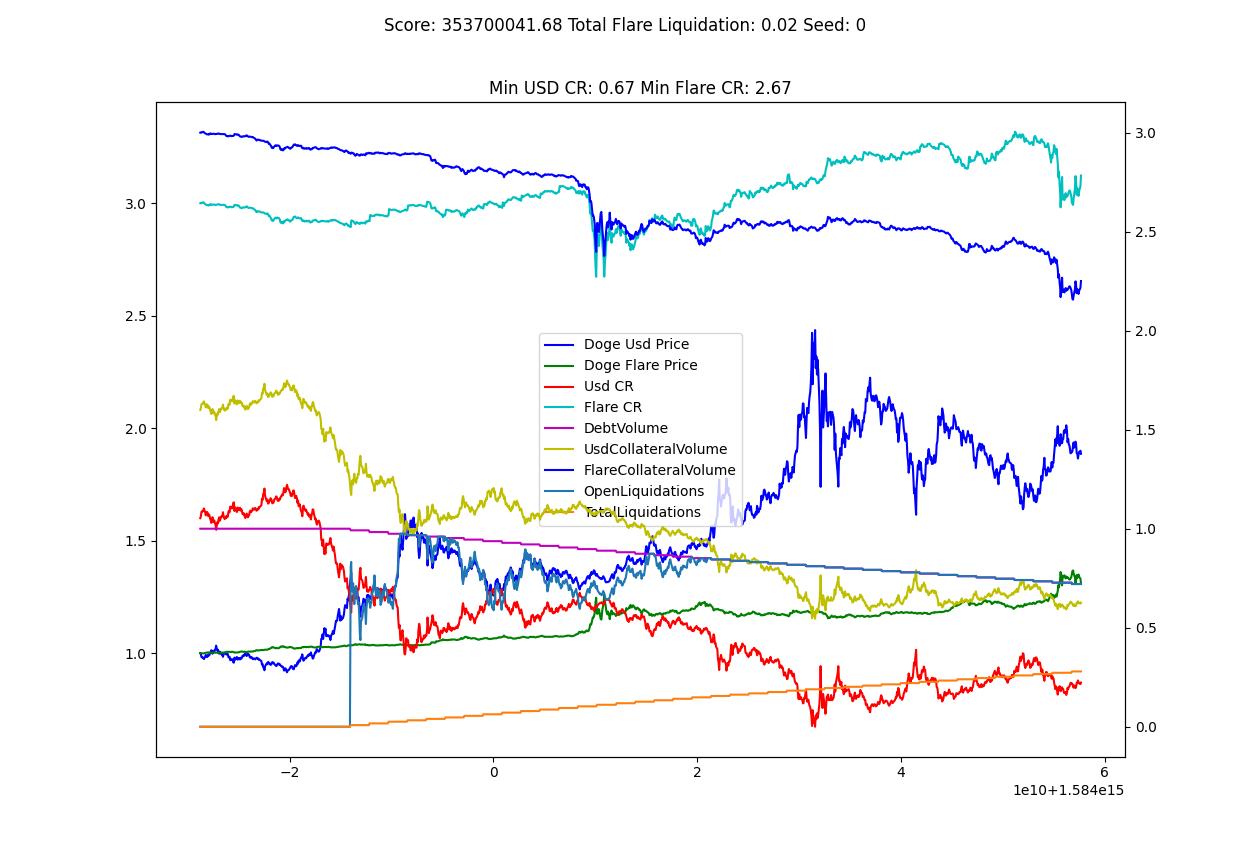 Score: 353700041.68 Total Flare Liquidation: 0.02 Seed: 0
Min USD CR: 0.67 Min Flare CR: 2.67
3.0
2.5
2.0
1.5
1.0
Doge Usd Price
Doge Flare Price
Usd CR
Flare CR
DebtVolume
UsdCollateralVolume
FlareCollateralVolume
OpenLiquidations
TotalLiquidations
3.0
2.5
2.0
1.5
1.0
0.5
0.0
−2 0 2 4 6
1e10+1.584e15